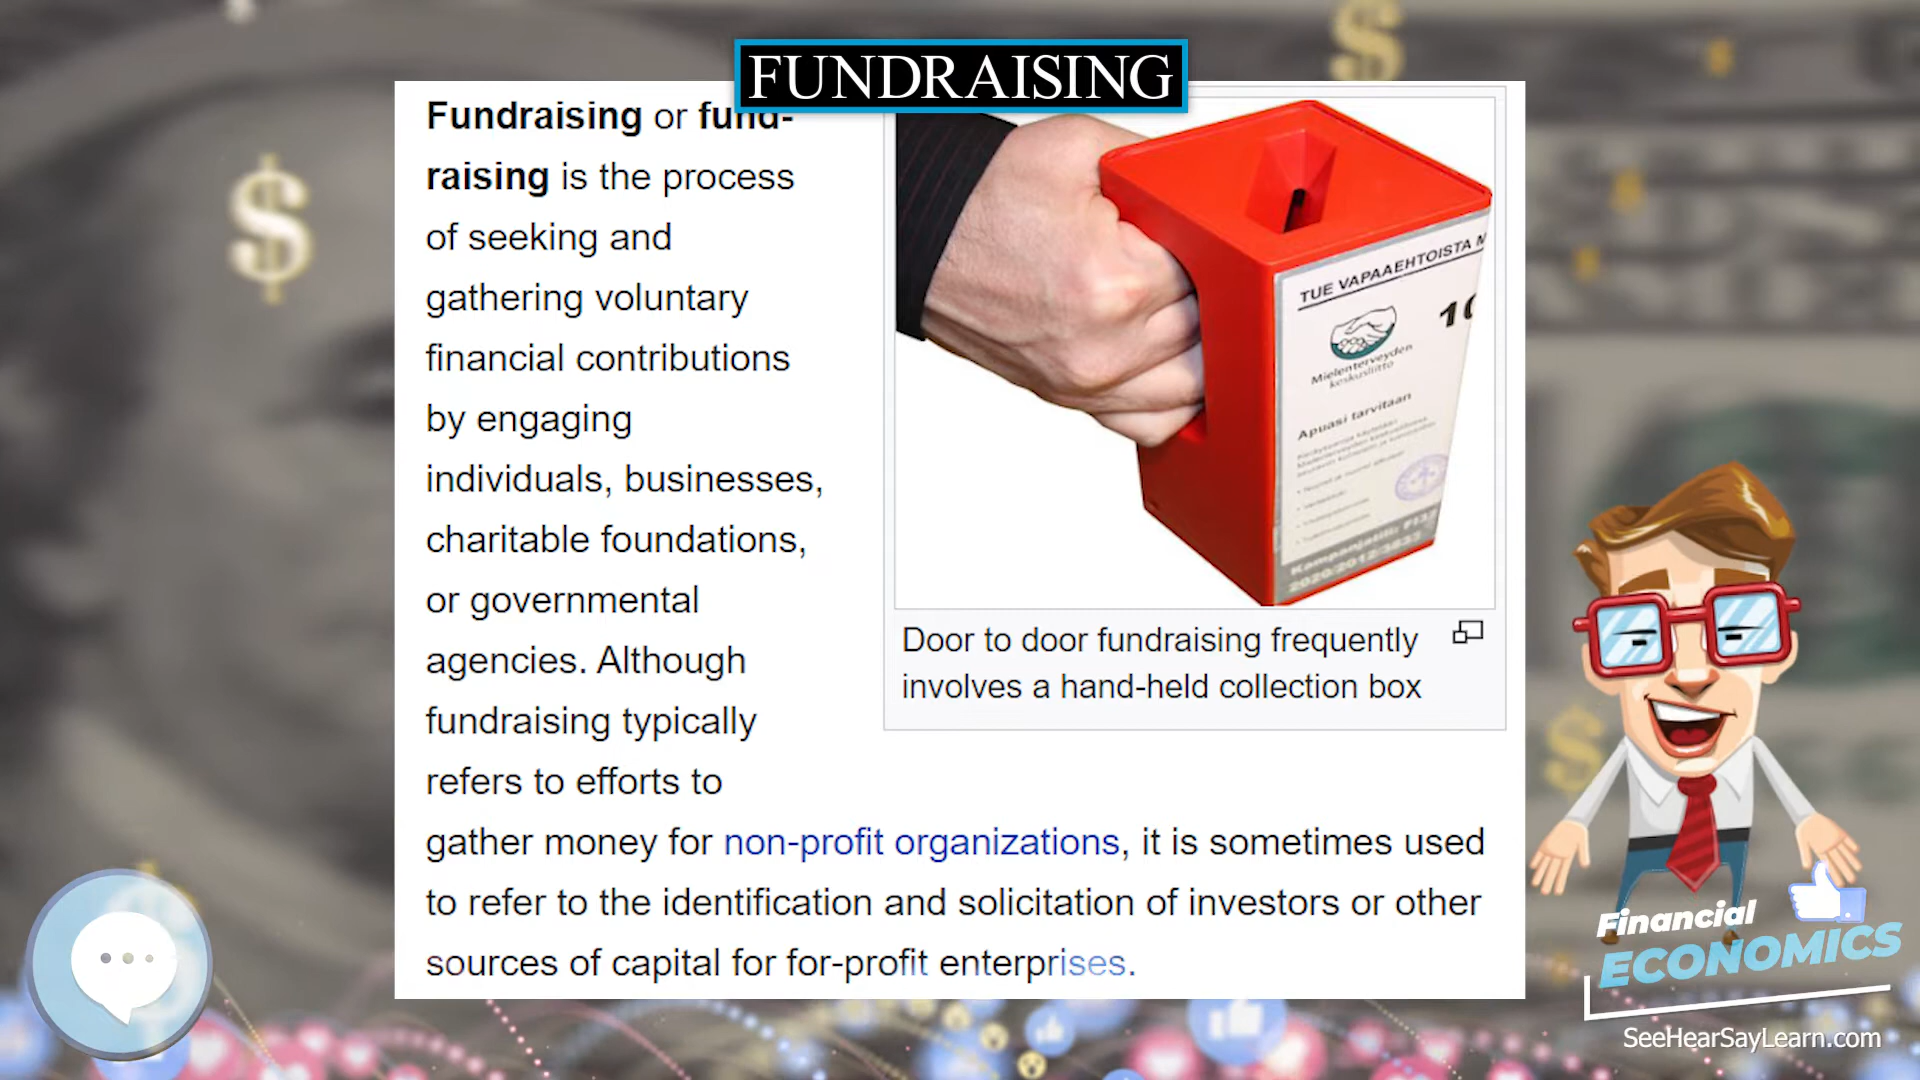 FUNDRAISING
Fundraising or fund-
raising is the process
of seeking and
gathering voluntary
financial contributions
by engaging
individuals, businesses,
charitable foundations,
or governmental
agencies. Although
fundraising typically
refers to efforts to
gather money for non-profit organizations, it is sometimes used
to refer to the identification and solicitation of investors or other
sources of capital for for-profit enterprises.
TUE VAPAAEHTOISTA
10
Mielenterveyden
keskusliitto
Apuasi tarvitaan
Door to door fundraising frequently
involves a hand-held collection box
Financial
ECONOMICS
SeeHearSayLearn.com